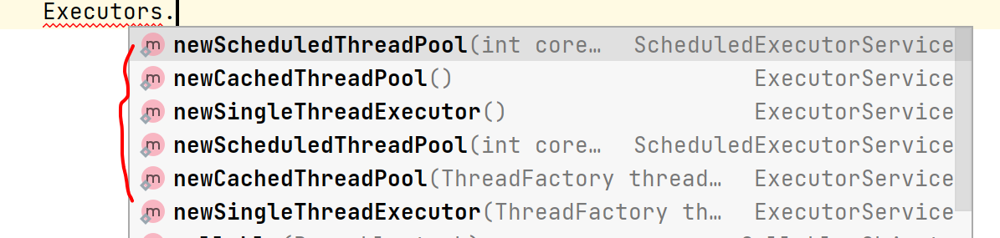 Executors.
newScheduledThreadPool(int core… ScheduledExecutorService
newCachedThreadPool() ExecutorService
newSingleThreadExecutor() ExecutorService
newScheduledThreadPool(int core… ScheduledExecutorService
newCachedThreadPool(ThreadFactory thread… ExecutorService
newSingleThreadExecutor(ThreadFactory th… ExecutorService